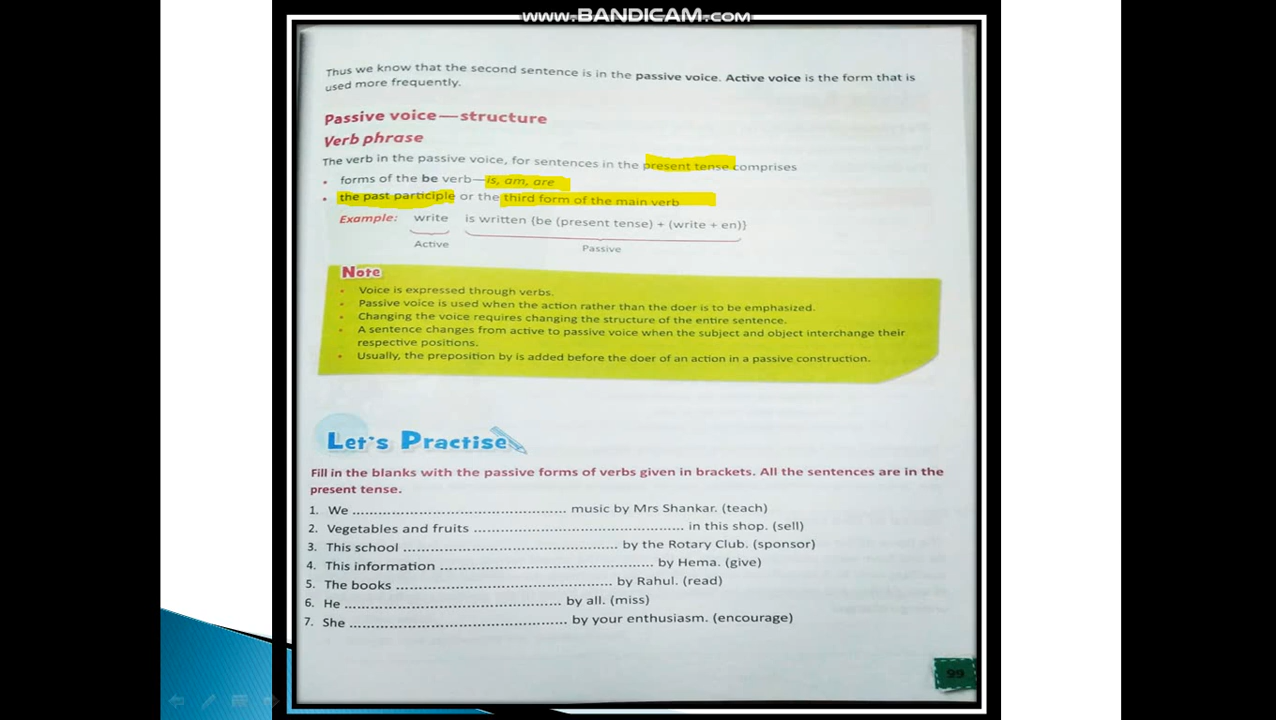 www.BANDICAM.com
Thus we know that the second sentence is in the passive voice. Active voice is the form that is
used more frequently.
Passive voice—structure
Verb phrase
The verb in the passive voice, for sentences in the present tense comprises
• forms of the be verb—is, am, are
• the past participle or the third form of the main verb
Example: write is written {be (present tense) + (write + en)}
Active Passive
Note
• Voice is expressed through verbs.
• Passive voice is used when the action rather than the doer is to be emphasized.
• Changing the voice requires changing the structure of the entire sentence.
• A sentence changes from active to passive voice when the subject and object interchange their
respective positions.
• Usually, the preposition by is added before the doer of an action in a passive construction.
Let's Practise
Fill in the blanks with the passive forms of verbs given in brackets. All the sentences are in the
present tense.
1. We ................................................ music by Mrs Shankar. (teach)
2. Vegetables and fruits ................................................ in this shop. (sell)
3. This school ................................................ by the Rotary Club. (sponsor)
4. This information ................................................ by Hema. (give)
5. The books ................................................ by Rahul. (read)
6. He ................................................ by all. (miss)
7. She ................................................ by your enthusiasm. (encourage)
99